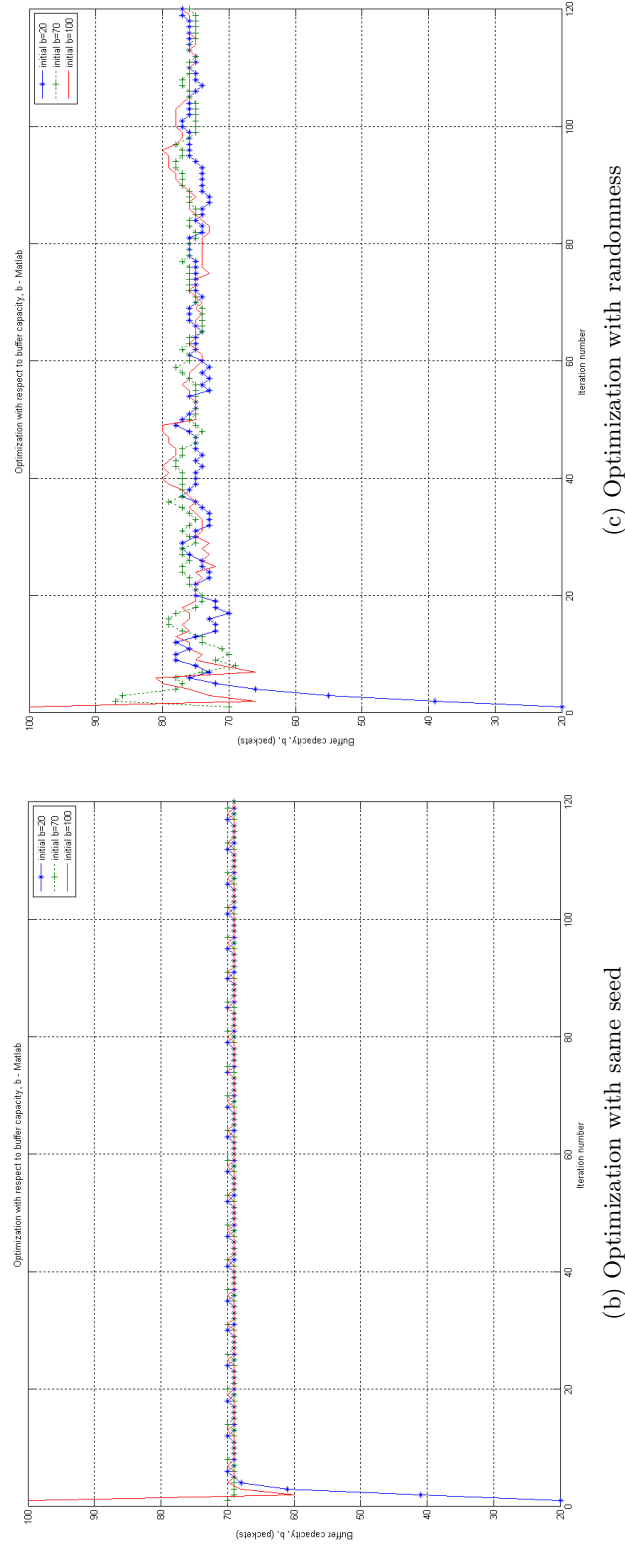 Optimization with respect to buffer capacity, b - Matlab
initial b=20
initial b=70
initial b=100
Buffer capacity, b, (packets)
100
90
80
70
60
50
40
30
20
0
20
40
60
80
100
120
Iteration number
(b) Optimization with same seed
Optimization with respect to buffer capacity, b - Matlab
initial b=20
initial b=70
initial b=100
Buffer capacity, b, (packets)
100
90
80
70
60
50
40
30
20
0
20
40
60
80
100
120
Iteration number
(c) Optimization with randomness